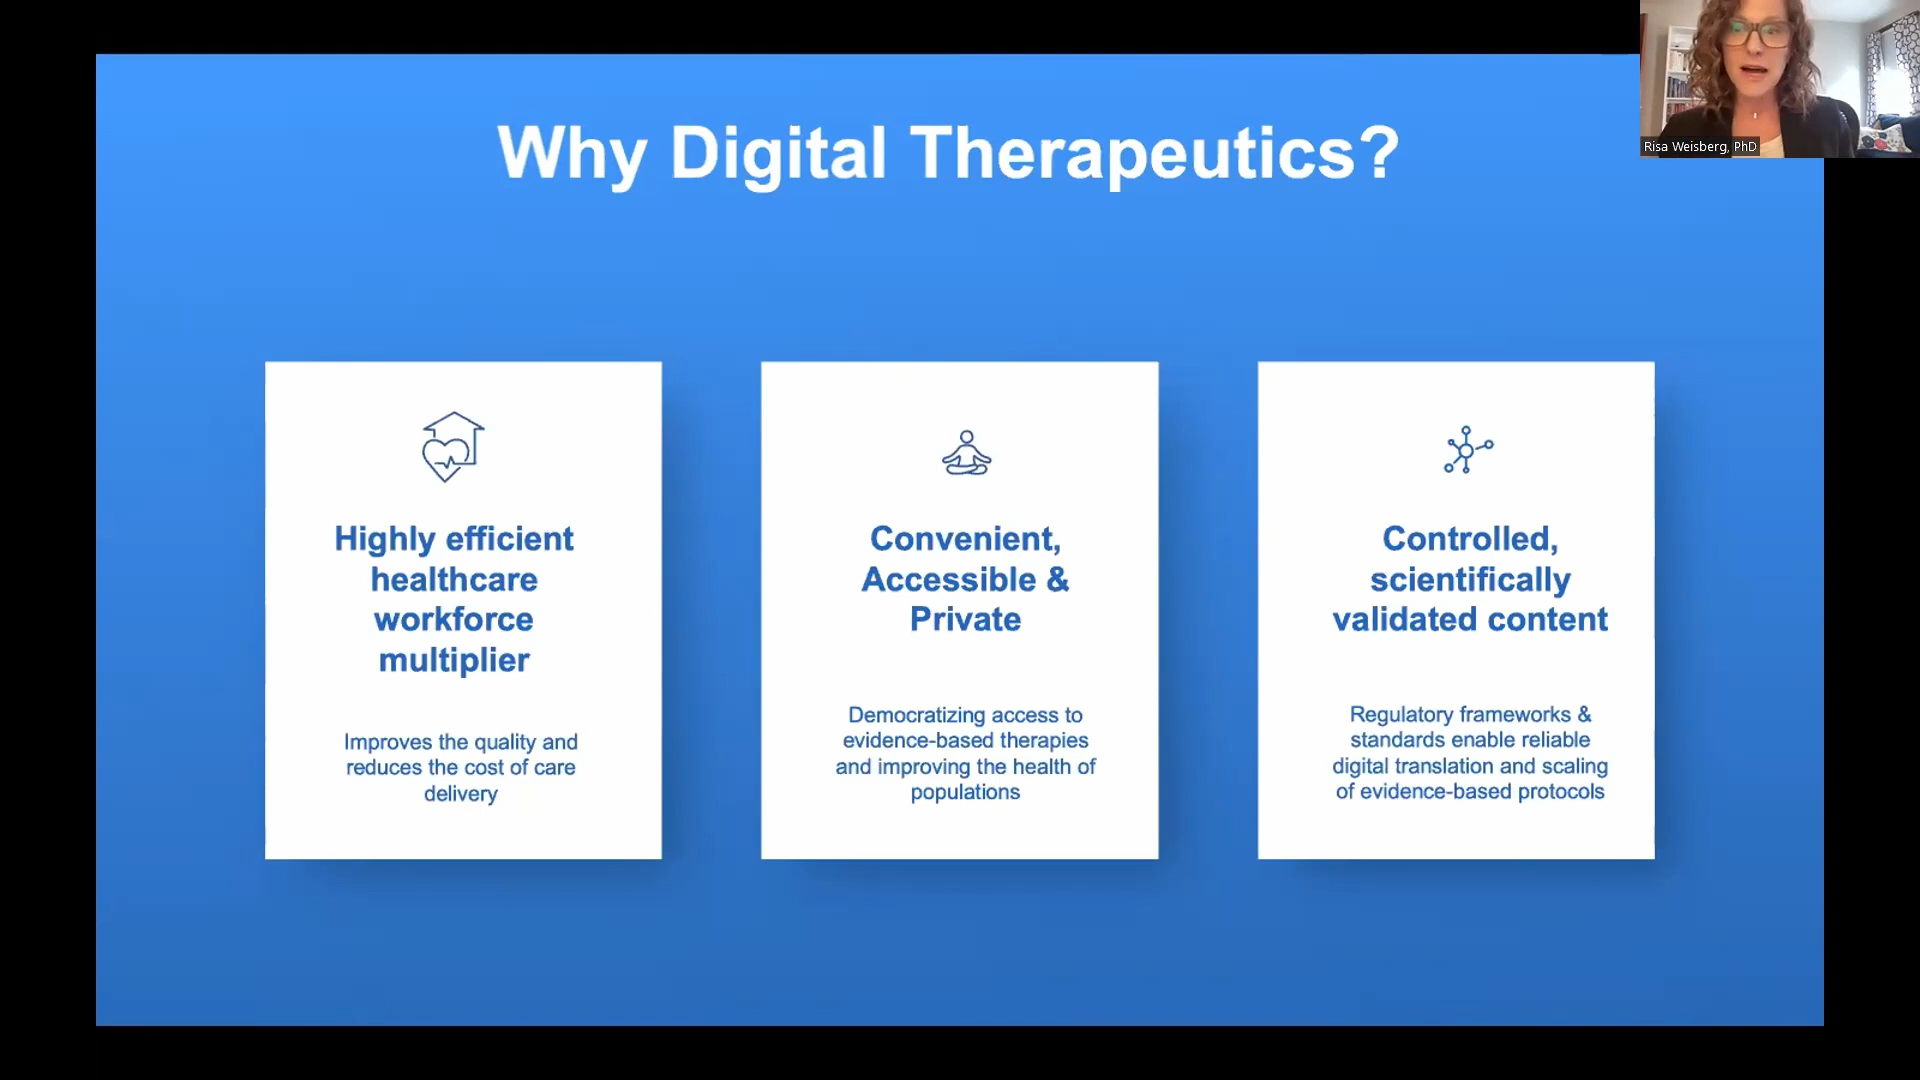 Why Digital Therapeutics?
Risa Weisberg, PhD
Highly efficient
healthcare
workforce
multiplier
Improves the quality and
reduces the cost of care
delivery
Convenient,
Accessible &
Private
Democratizing access to
evidence-based therapies
and improving the health of
populations
Controlled,
scientifically
validated content
Regulatory frameworks &
standards enable reliable
digital translation and scaling
of evidence-based protocols